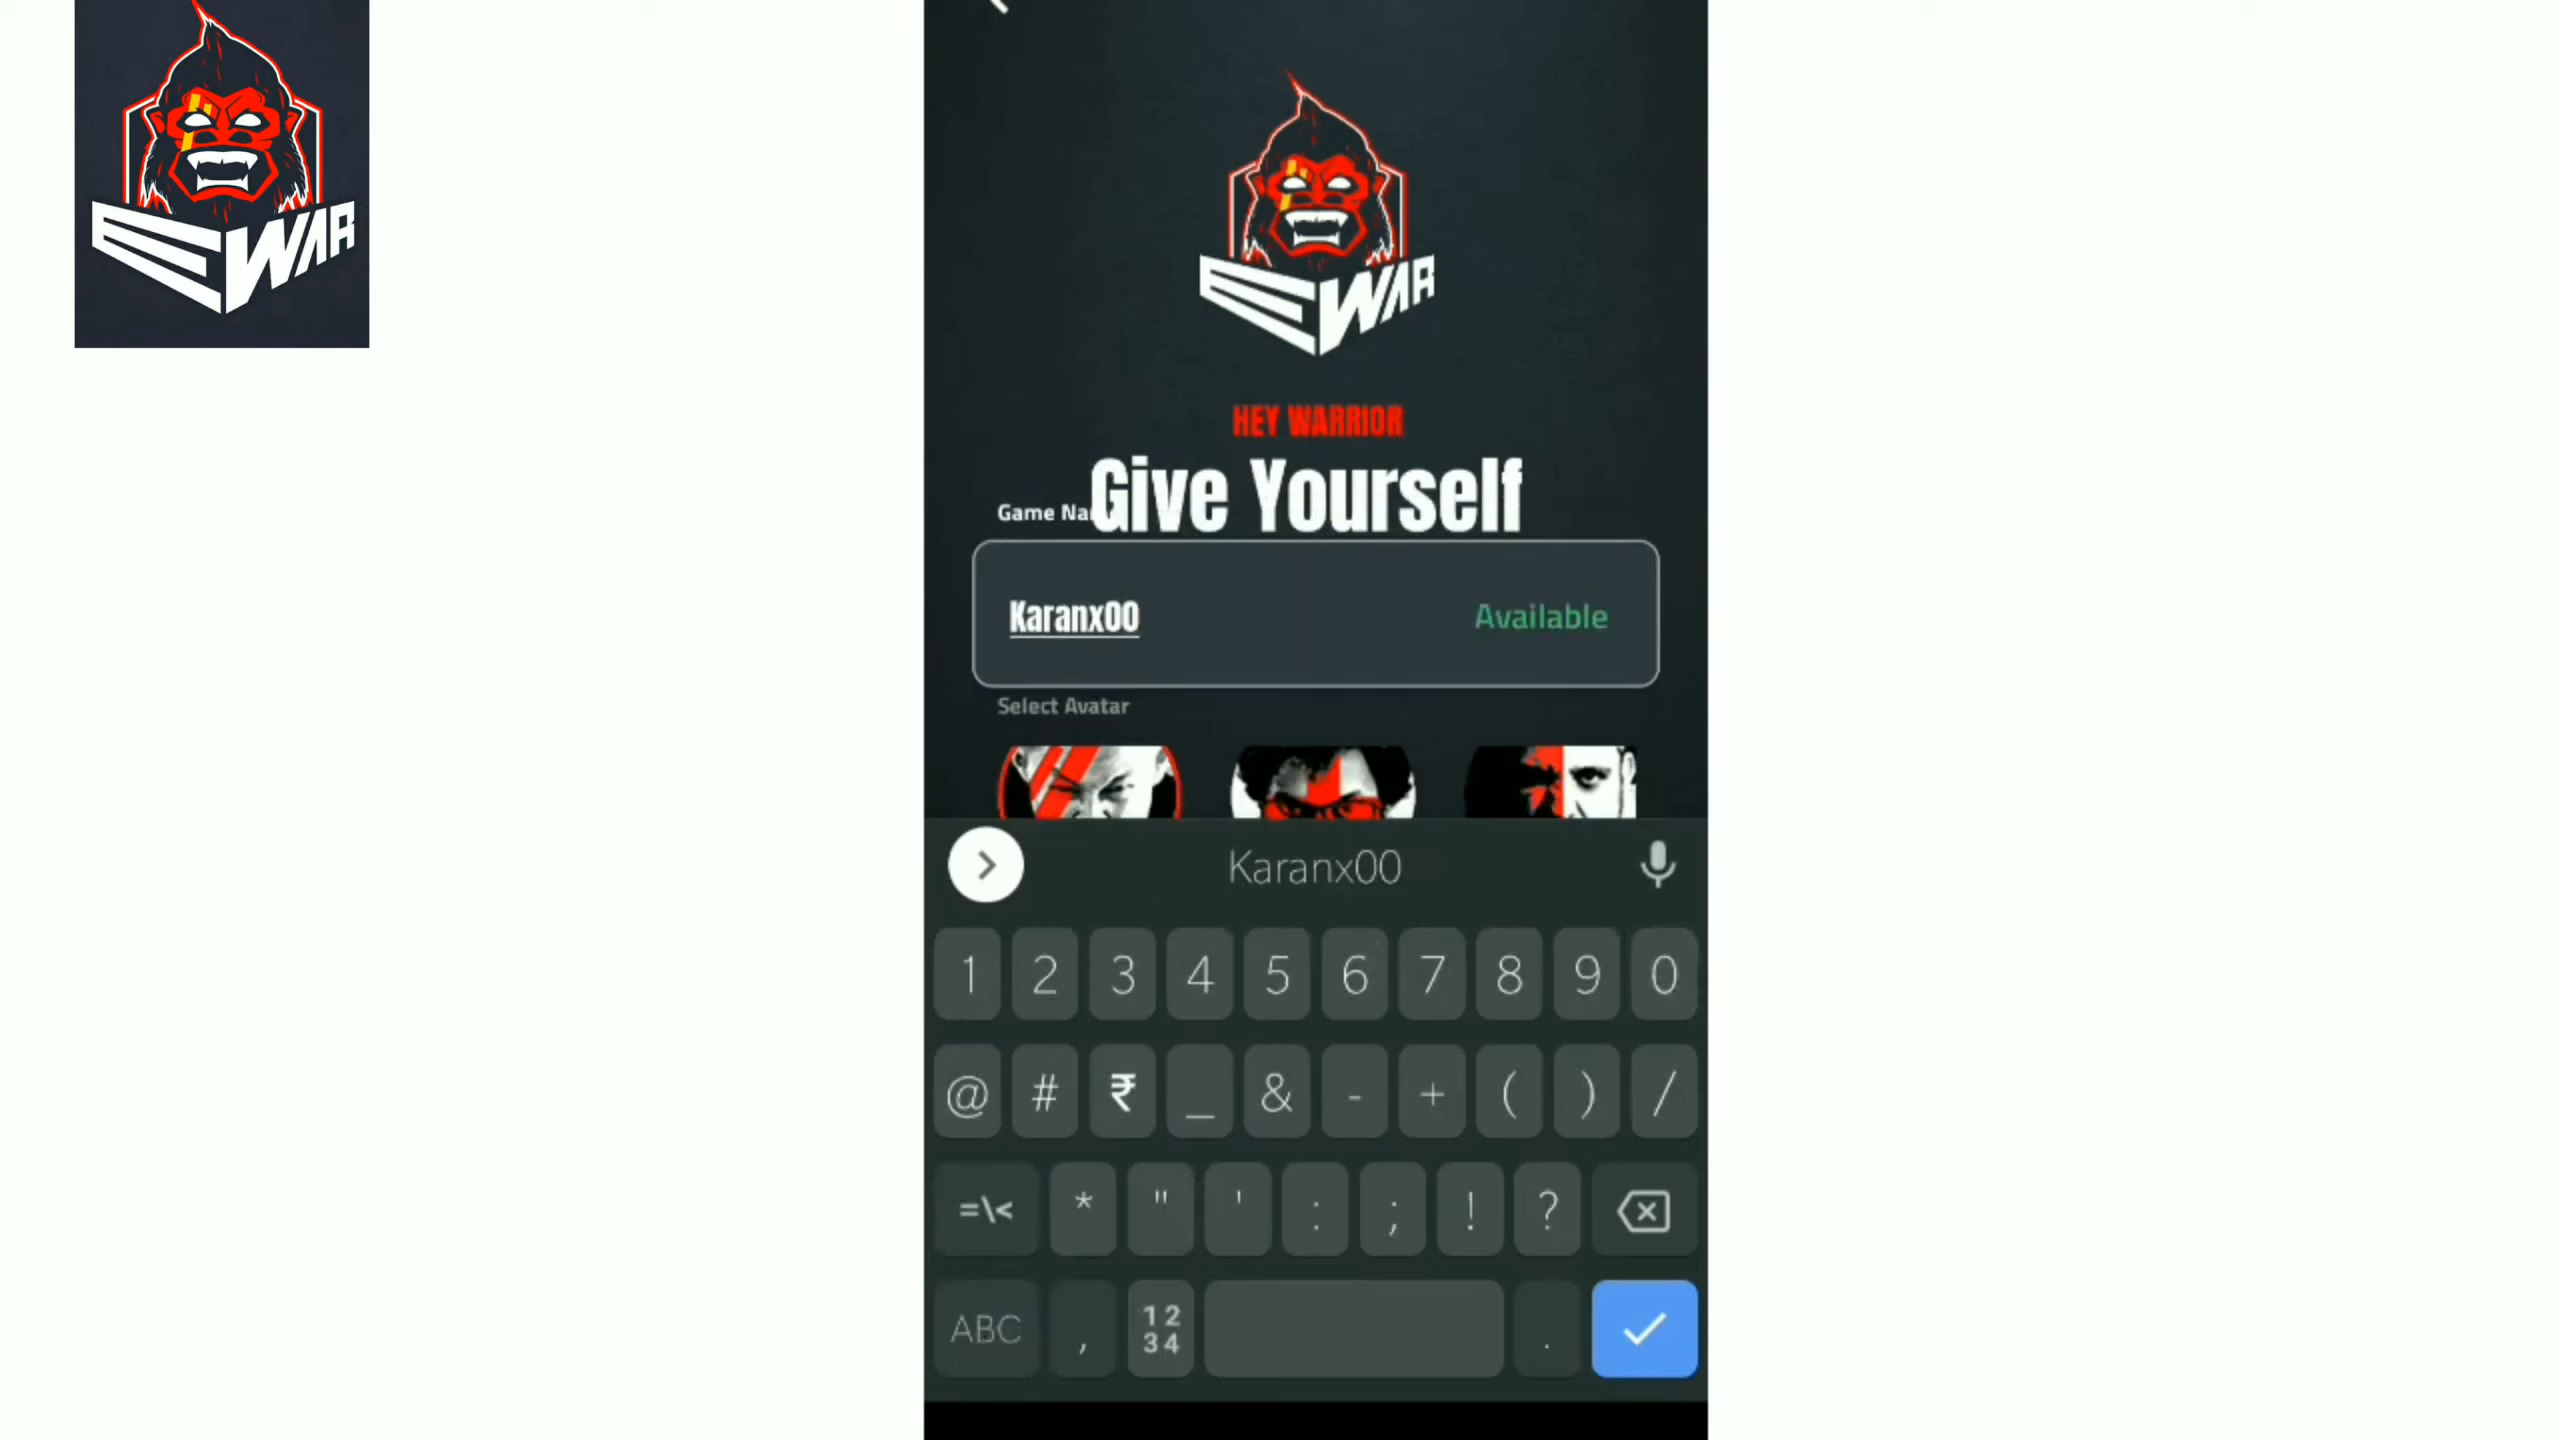 EWAR
EWAR
HEY WARRIOR
Give Yourself
Game Na
Karanx00 Available
Select Avatar
Karanx00
1 2 3 4 5 6 7 8 9 0
@ # ₹ _ & - + ( ) /
=\< * " ' : ; ! ?
ABC , 12 34 .